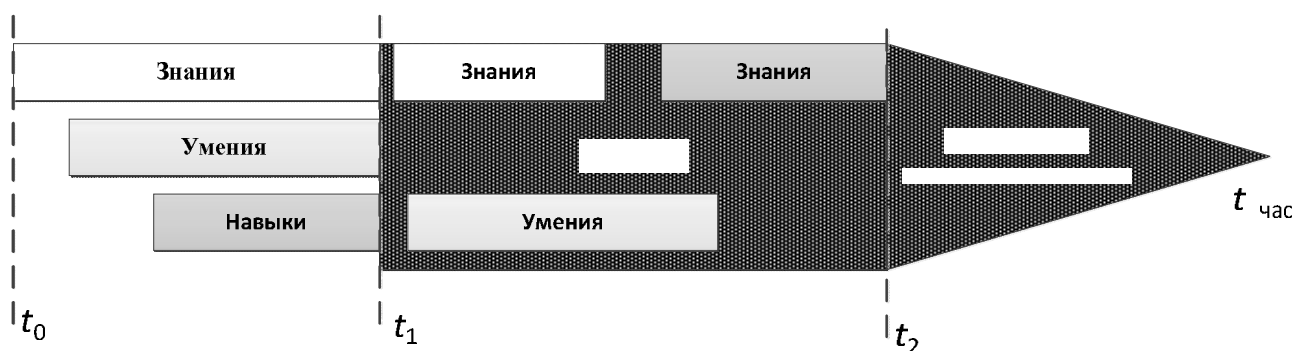 Знания
Знания
Знания
Умения
Навыки
Умения
t час
t0
t1
t2